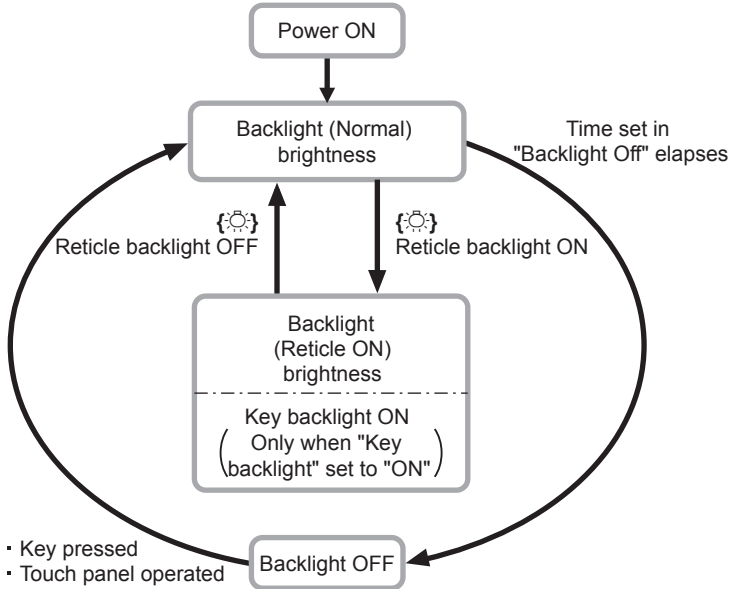 Power ON
Backlight (Normal)
brightness
Time set in
"Backlight Off" elapses
{☼}
Reticle backlight OFF
{☼}
Reticle backlight ON
Backlight
(Reticle ON)
brightness
Key backlight ON
(Only when "Key
backlight" set to "ON")
・Key pressed
・Touch panel operated
Backlight OFF